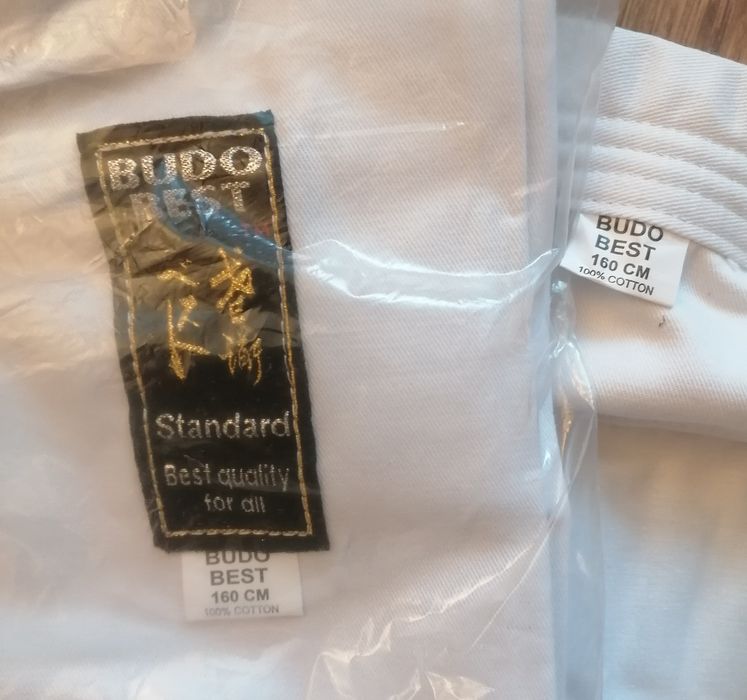 BUDO
BEST
Standard
Best quality
for all
BUDO
BEST
160 CM
100% COTTON
BUDO
BEST
160 CM
100% COTTON